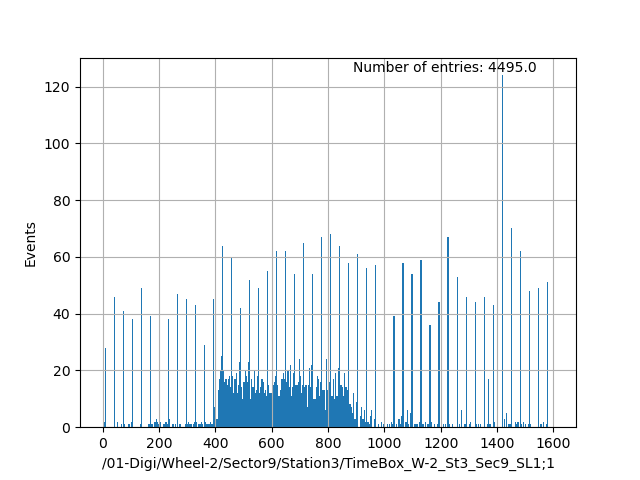 Number of entries: 4495.0
Events
120
100
80
60
40
20
0
0 200 400 600 800 1000 1200 1400 1600
/01-Digi/Wheel-2/Sector9/Station3/TimeBox_W-2_St3_Sec9_SL1;1